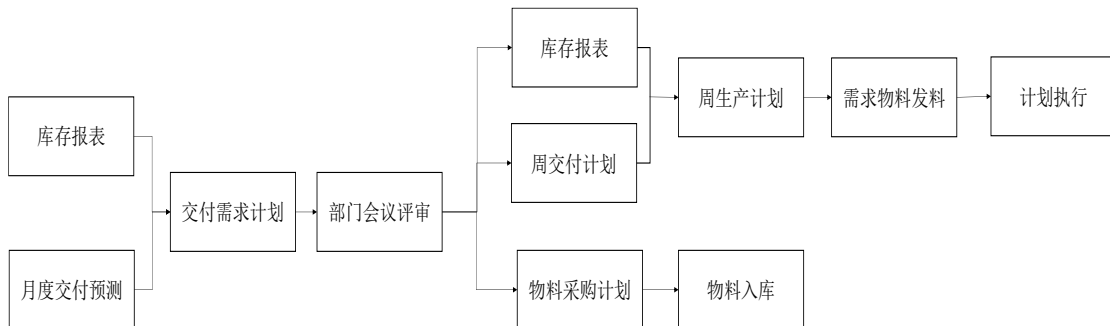 库存报表
月度交付预测
交付需求计划
部门会议评审
库存报表
周交付计划
物料采购计划
周生产计划
物料入库
需求物料发料
计划执行